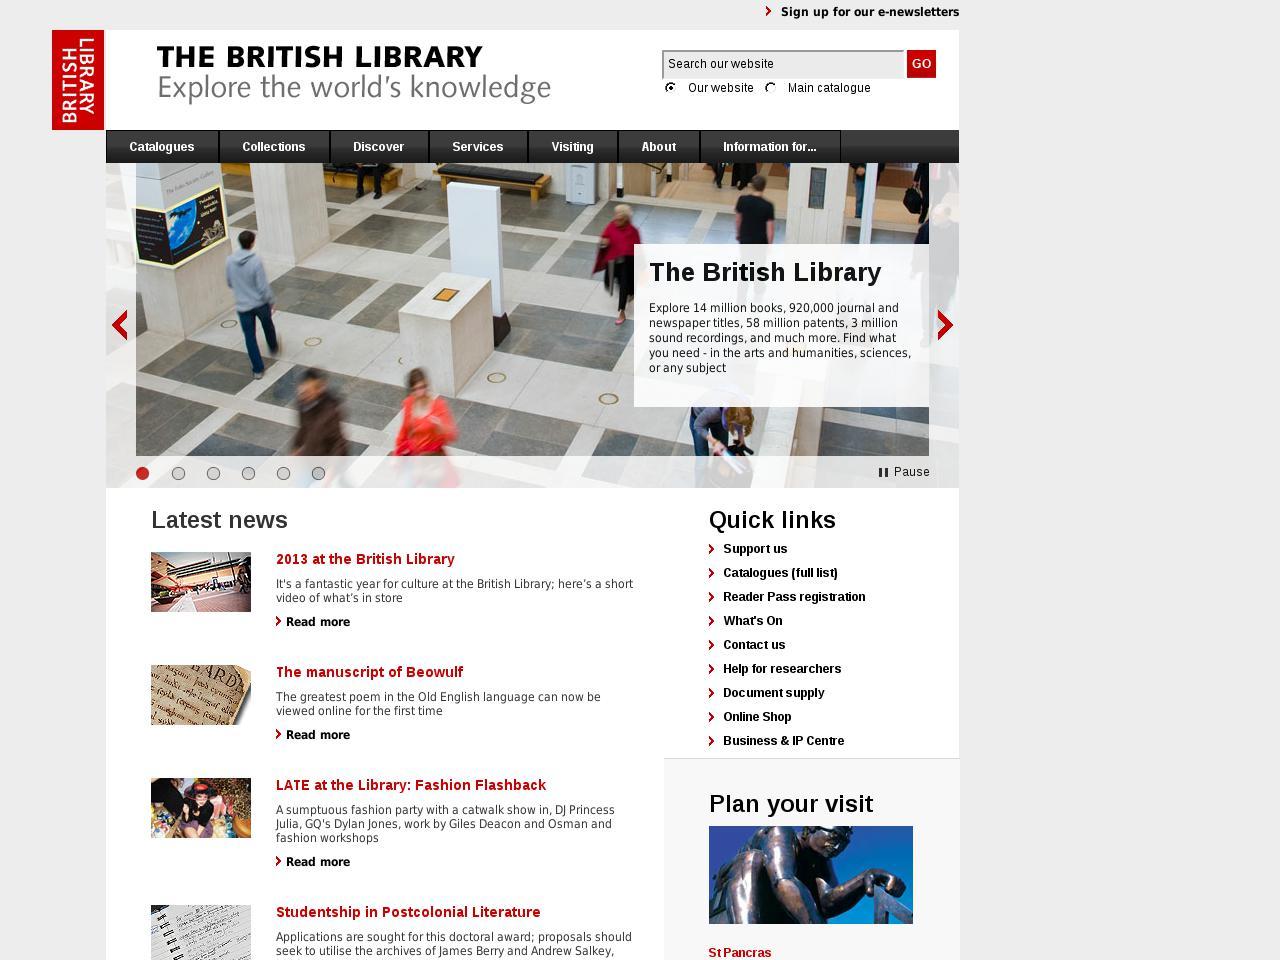 Sign up for our e-newsletters
BRITISH
LIBRARY
THE BRITISH LIBRARY
Explore the world's knowledge
Search our website
GO
Our website
Main catalogue
Catalogues
Collections
Discover
Services
Visiting
About
Information for...
The British Library
Explore 14 million books, 920,000 journal and
newspaper titles, 58 million patents, 3 million
sound recordings, and much more. Find what
you need - in the arts and humanities, sciences,
or any subject
Pause
Latest news
2013 at the British Library
It's a fantastic year for culture at the British Library; here's a short
video of what's in store
Read more
The manuscript of Beowulf
The greatest poem in the Old English language can now be
viewed online for the first time
Read more
LATE at the Library: Fashion Flashback
A sumptuous fashion party with a catwalk show in, DJ Princess
Julia, GQ's Dylan Jones, work by Giles Deacon and Osman and
fashion workshops
Read more
Studentship in Postcolonial Literature
Applications are sought for this doctoral award; proposals should
seek to utilise the archives of James Berry and Andrew Salkey,
Quick links
Support us
Catalogues (full list)
Reader Pass registration
What's On
Contact us
Help for researchers
Document supply
Online Shop
Business & IP Centre
Plan your visit
St Pancras